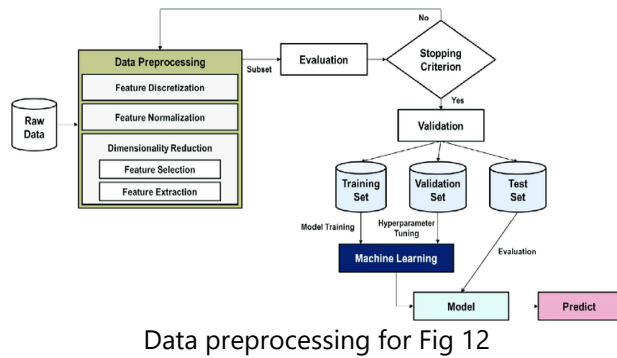 No
Data Preprocessing
Feature Discretization
Feature Normalization
Dimensionality Reduction
Feature Selection
Feature Extraction
Raw
Data
Subset
Evaluation
Stopping
Criterion
Yes
Validation
Training
Set
Validation
Set
Test
Set
Model Training
Hyperparameter
Tuning
Evaluation
Machine Learning
Model
Predict
Data preprocessing for Fig 12